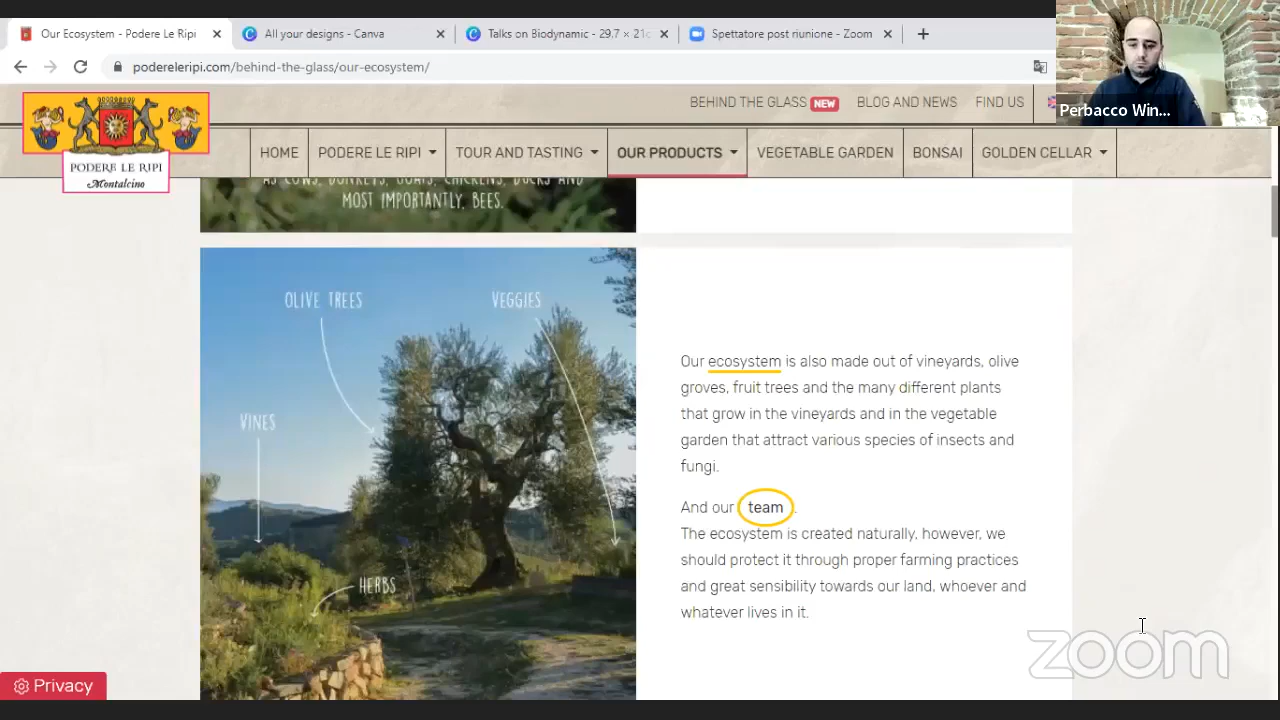 Our Ecosystem - Podere Le Ripi
All your designs - Canva
Talks on Biodynamic - 29.7 × 21c
Spettatore post riunione - Zoom
podereleripi.com/behind-the-glass/our-ecosystem/
Perbacco Win...
BEHIND THE GLASS NEW BLOG AND NEWS FIND US
PODERE LE RIPI
Montalcino
HOME PODERE LE RIPI TOUR AND TASTING OUR PRODUCTS VEGETABLE GARDEN BONSAI GOLDEN CELLAR
AS COWS, DONKEYS, GOATS, CHICKENS, DUCKS AND
MOST IMPORTANTLY, BEES.
OLIVE TREES
VEGGIES
VINES
HERBS
Our ecosystem is also made out of vineyards, olive
groves, fruit trees and the many different plants
that grow in the vineyards and in the vegetable
garden that attract various species of insects and
fungi.
And our team.
The ecosystem is created naturally, however, we
should protect it through proper farming practices
and great sensibility towards our land, whoever and
whatever lives in it.
zoom
Privacy